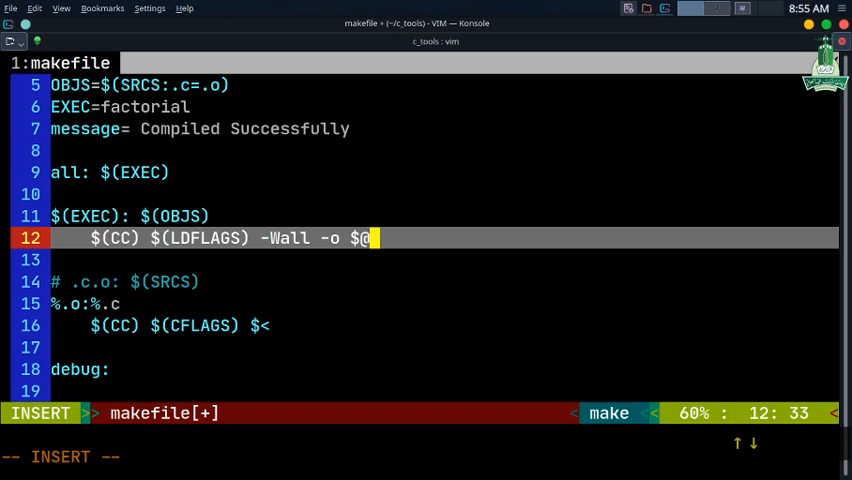 File Edit View Bookmarks Settings Help
8:55 AM
makefile + (~/c_tools) - VIM — Konsole
c_tools : vim
1:makefile
5 OBJS=$(SRCS:.c=.o)
6 EXEC=factorial
7 message= Compiled Successfully
8
9 all: $(EXEC)
10
11 $(EXEC): $(OBJS)
12 $(CC) $(LDFLAGS) -Wall -o $@
13
14 # .c.o: $(SRCS)
15 %.o:%.c
16 $(CC) $(CFLAGS) $<
17
18 debug:
19
INSERT >> makefile[+] < make < 60% : 12: 33 <
-- INSERT --